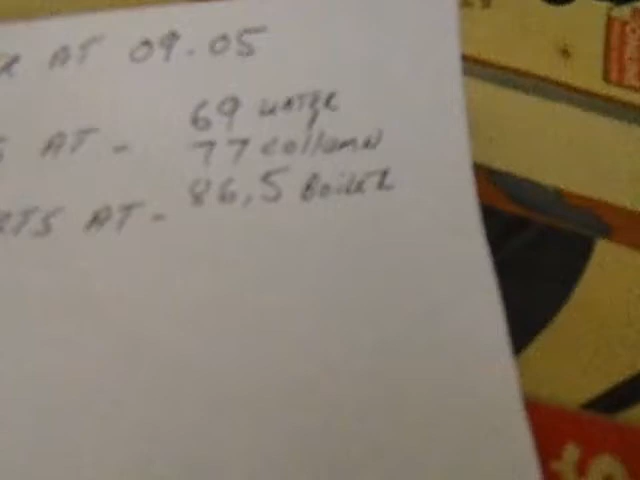 AT 09.05
69 water
S AT - 77 collumn
86,5 Boiler
RTS AT -